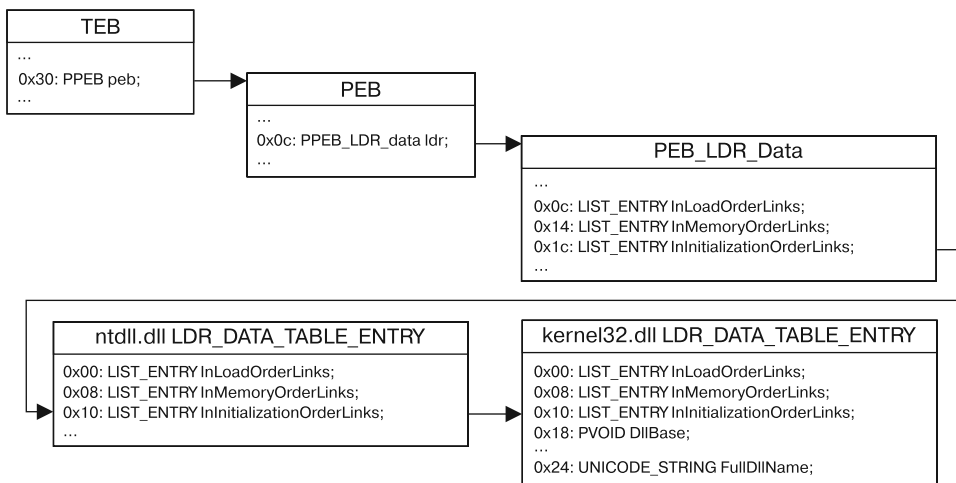 TEB
...
0x30: PPEB peb;
...
PEB
...
0x0c: PPEB_LDR_data ldr;
...
PEB_LDR_Data
...
0x0c: LIST_ENTRY InLoadOrderLinks;
0x14: LIST_ENTRY InMemoryOrderLinks;
0x1c: LIST_ENTRY InInitializationOrderLinks;
...
ntdll.dll LDR_DATA_TABLE_ENTRY
0x00: LIST_ENTRY InLoadOrderLinks;
0x08: LIST_ENTRY InMemoryOrderLinks;
0x10: LIST_ENTRY InInitializationOrderLinks;
...
kernel32.dll LDR_DATA_TABLE_ENTRY
0x00: LIST_ENTRY InLoadOrderLinks;
0x08: LIST_ENTRY InMemoryOrderLinks;
0x10: LIST_ENTRY InInitializationOrderLinks;
0x18: PVOID DllBase;
...
0x24: UNICODE_STRING FullDllName;